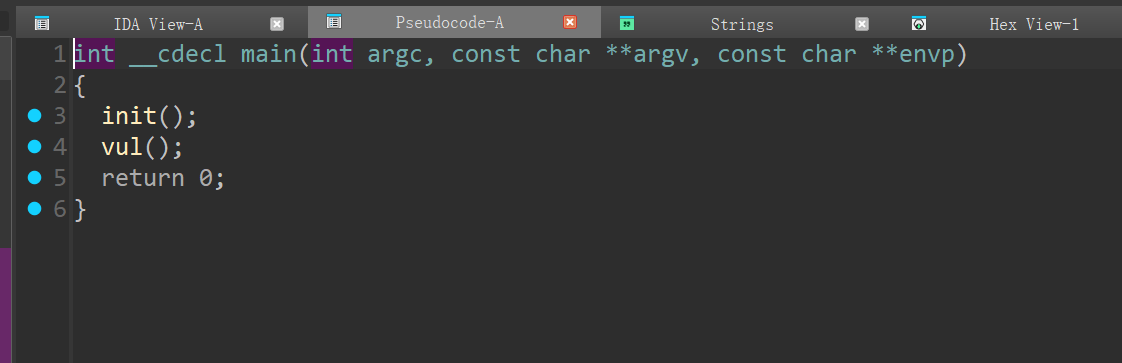 IDA View-A Pseudocode-A Strings Hex View-1
1 int __cdecl main(int argc, const char **argv, const char **envp)
2 {
3   init();
4   vul();
5   return 0;
6 }